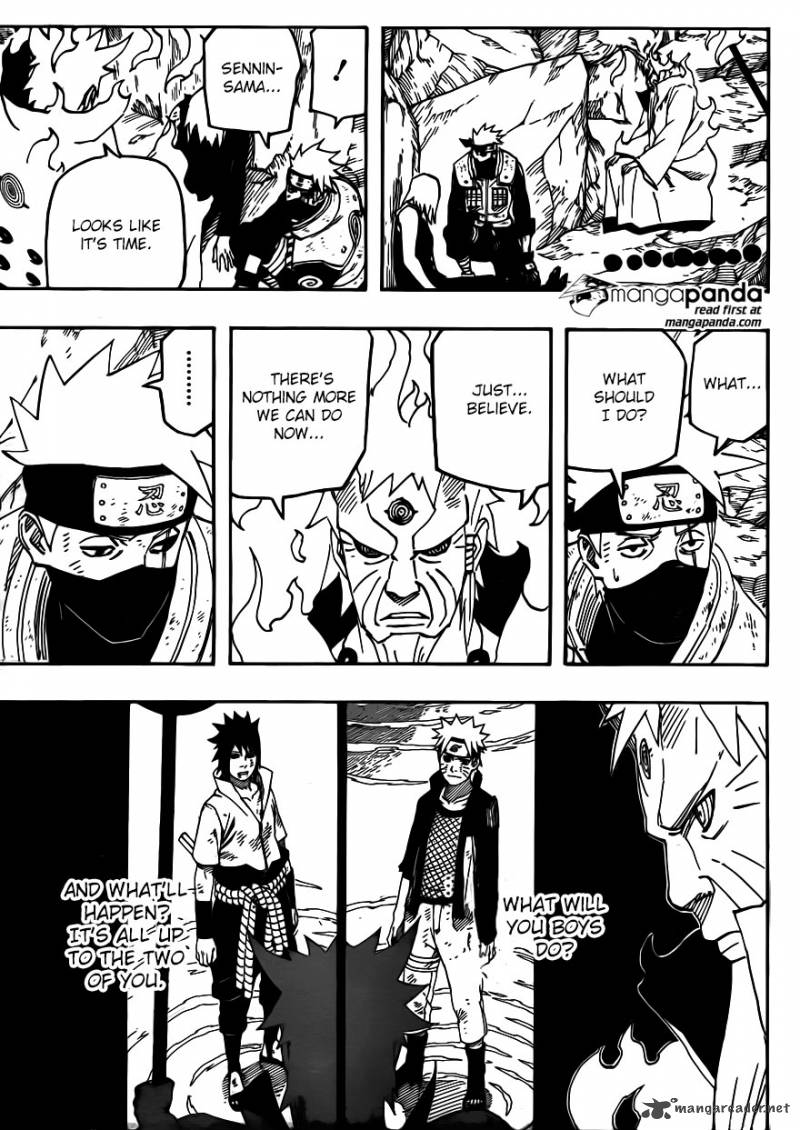 !
SENNIN-
SAMA...
LOOKS LIKE
IT'S TIME.
mangapanda
read first at
mangapanda.com
WHAT...
WHAT
SHOULD
I DO?
忍
JUST...
BELIEVE.
THERE'S
NOTHING MORE
WE CAN DO
NOW...
.........
忍
WHAT WILL
YOU BOYS
DO?
AND WHAT'LL
HAPPEN?
IT'S ALL UP
TO THE TWO
OF YOU.
mangareader.net